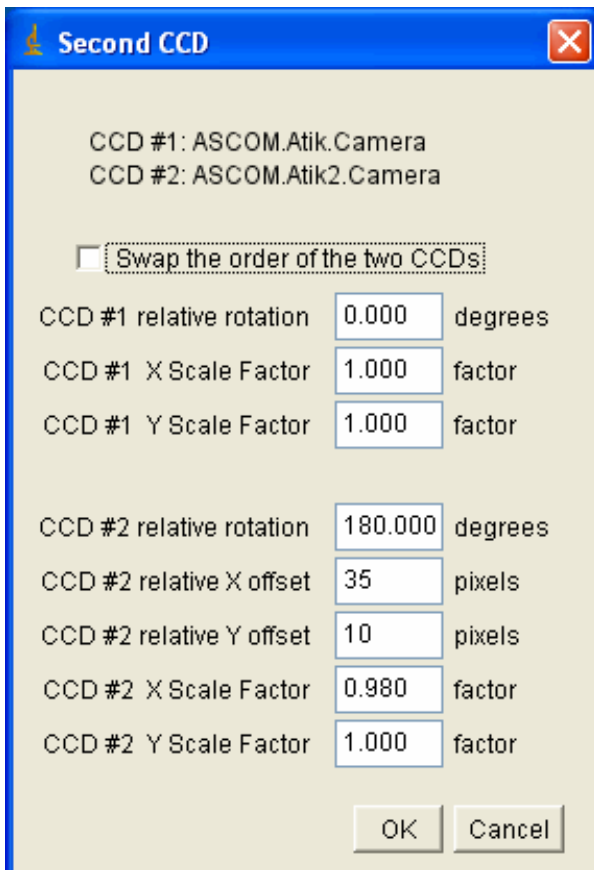 Second CCD
CCD #1: ASCOM.Atik.Camera
CCD #2: ASCOM.Atik2.Camera
Swap the order of the two CCDs
CCD #1 relative rotation 0.000 degrees
CCD #1 X Scale Factor 1.000 factor
CCD #1 Y Scale Factor 1.000 factor
CCD #2 relative rotation 180.000 degrees
CCD #2 relative X offset 35 pixels
CCD #2 relative Y offset 10 pixels
CCD #2 X Scale Factor 0.980 factor
CCD #2 Y Scale Factor 1.000 factor
OK Cancel